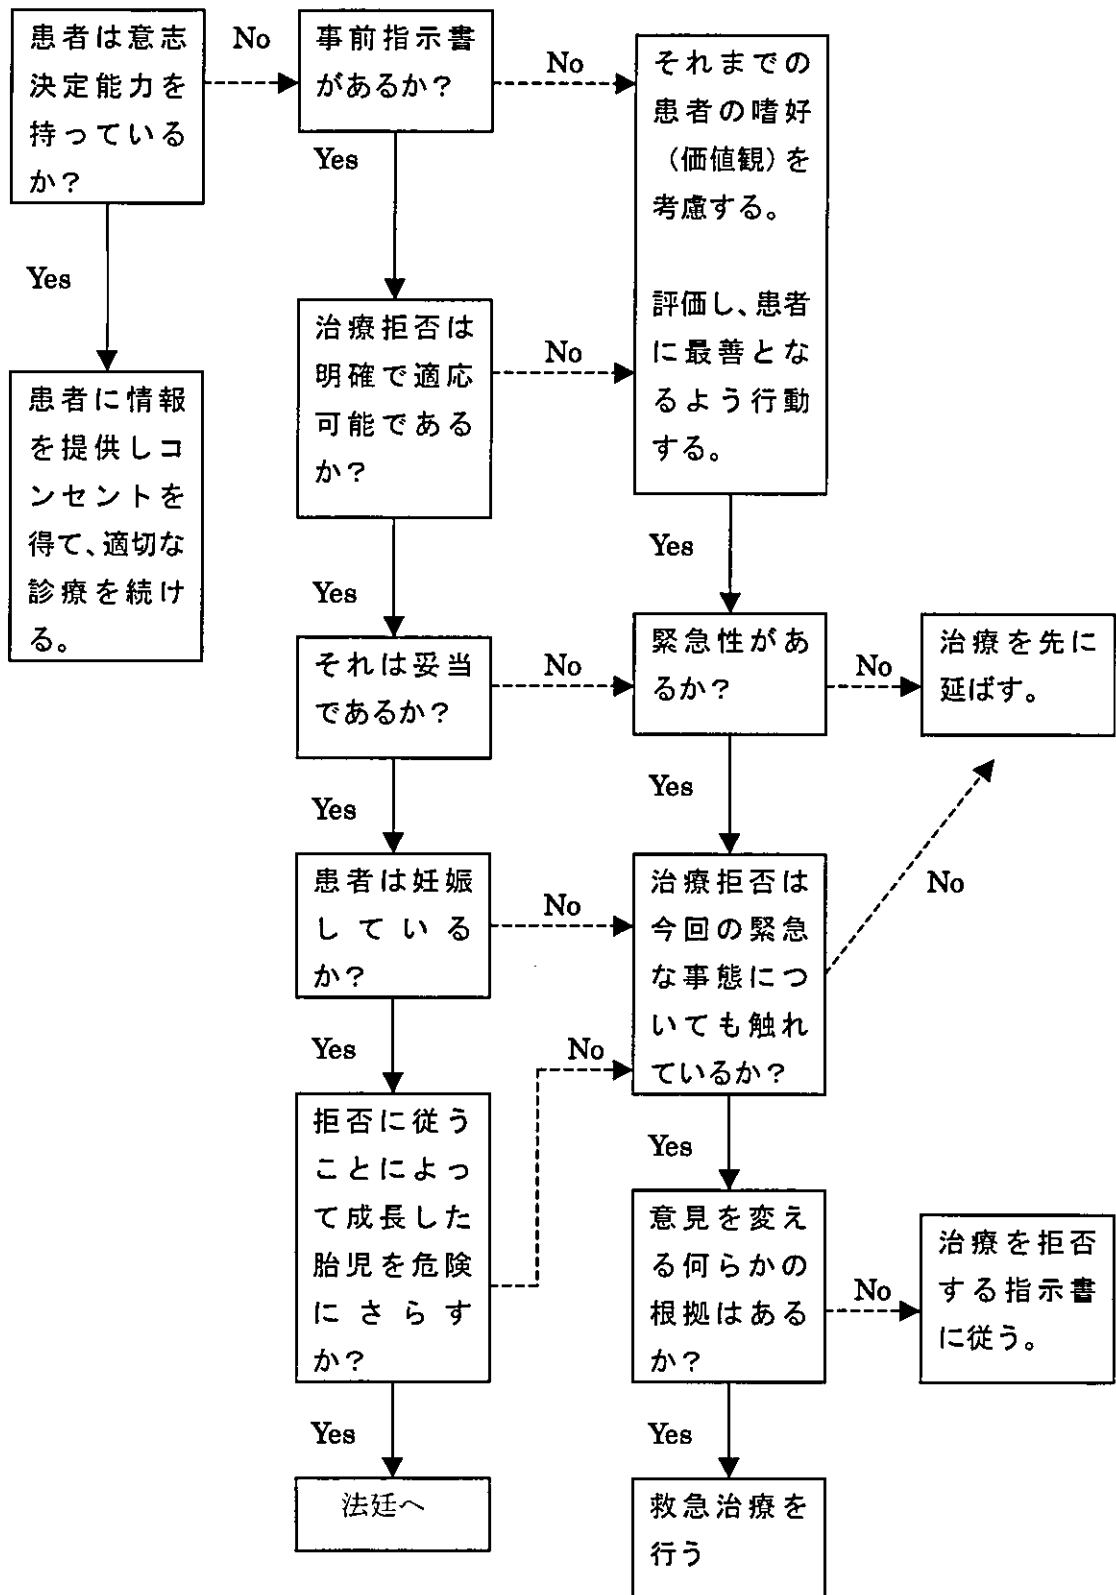 患者は意志
決定能力を
持っている
か？
No
事前指示書
があるか？
No
それまでの
患者の嗜好
（価値観）を
考慮する。
評価し、患者
に最善とな
るよう行動
する。
Yes
Yes
患者に情報
を提供しコ
ンセントを
得て、適切な
診療を続け
る。
治療拒否は
明確で適応
可能である
か？
No
Yes
Yes
それは妥当
であるか？
No
緊急性があ
るか？
No
治療を先に
延ばす。
Yes
Yes
患者は妊娠
している
か？
No
治療拒否は
今回の緊急
な事態につ
いても触れ
ているか？
No
Yes
No
拒否に従う
ことによっ
て成長した
胎児を危険
にさらす
か？
Yes
意見を変え
る何らかの
根拠はある
か？
No
治療を拒否
する指示書
に従う。
Yes
Yes
法廷へ
救急治療を
行う